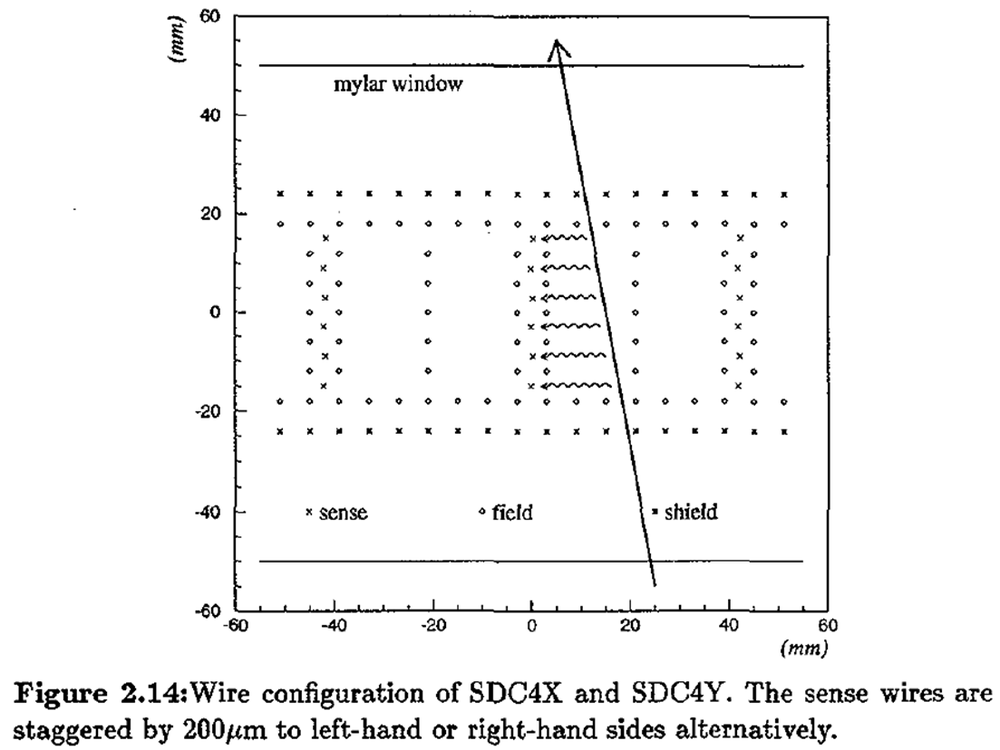 (mm)
60
mylar window
40
20
0
-20
-40
× sense ⋄ field × shield
-60
-60 -40 -20 0 20 40 60
(mm)
Figure 2.14:Wire configuration of SDC4X and SDC4Y. The sense wires are
staggered by 200μm to left-hand or right-hand sides alternatively.